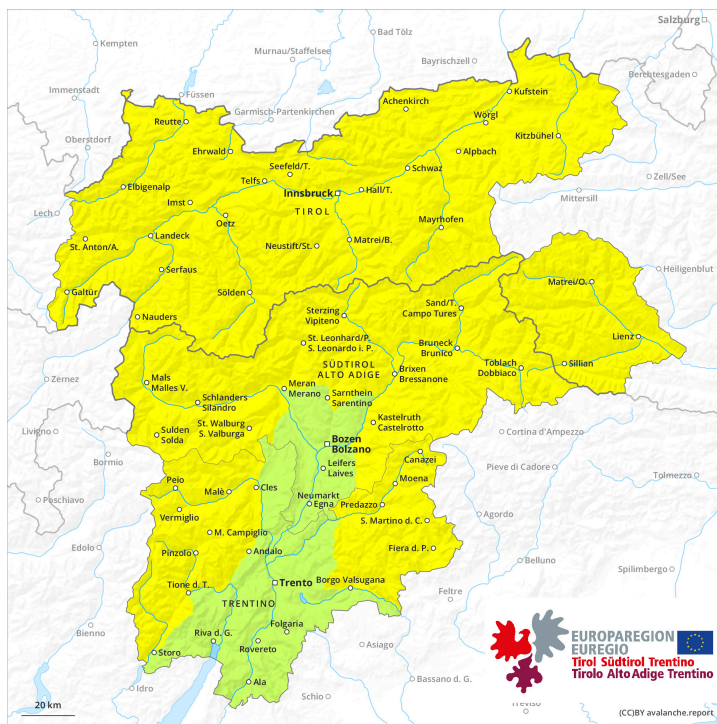 Salzburg
Kempten
Bad Tölz
Murnau/Staffelsee
Bayrischzell
Berchtesgaden
Immenstadt
Füssen
Garmisch-Partenkirchen
Achenkirch
Kufstein
Reutte
Wörgl
Oberstdorf
Ehrwald
Kitzbühel
Seefeld/T.
Alpbach
Telfs
Schwaz
Zell/See
Elbigenalp
Innsbruck
Hall/T.
Mittersill
Imst
TIROL
Lech
Oetz
Mayrhofen
St. Anton/A.
Landeck
Neustift/St.
Matrei/B.
Serfaus
Heiligenblut
Galtür
Sölden
Matrei/O.
Nauders
Sterzing
Vipiteno
Sand/T.
Campo Tures
Lienz
St. Leonhard/P.
S. Leonardo i. P.
Bruneck
Brunico
Toblach
Dobbiaco
Sillian
SÜDTIROL
ALTO ADIGE
Brixen
Bressanone
Zernez
Mals
Malles V.
Meran
Merano
Sarnthein
Sarentino
Schlanders
Silandro
Livigno
St. Walburg
S. Valburga
Kastelruth
Castelrotto
Sulden
Solda
Bozen
Bolzano
Cortina d'Ampezzo
Bormio
Canazei
Leifers
Laives
Pieve di Cadore
Tolmezzo
Poschiavo
Peio
Malè
Cles
Moena
Neumarkt
Egna
Predazzo
Vermiglio
Agordo
M. Campiglio
S. Martino d. C.
Edolo
Pinzolo
Andalo
Fiera d. P.
Belluno
Spilimbergo
Tione d. T.
Trento
Borgo Valsugana
Feltre
TRENTINO
Folgaria
Bienno
Riva d. G.
Rovereto
Asiago
Storo
Ala
Bassano d. G.
Idro
Schio
Treviso
EUROPAREGION
EUREGIO
Tirol Südtirol Trentino
Tirolo Alto Adige Trentino
20 km
(CC)BY avalanche.report